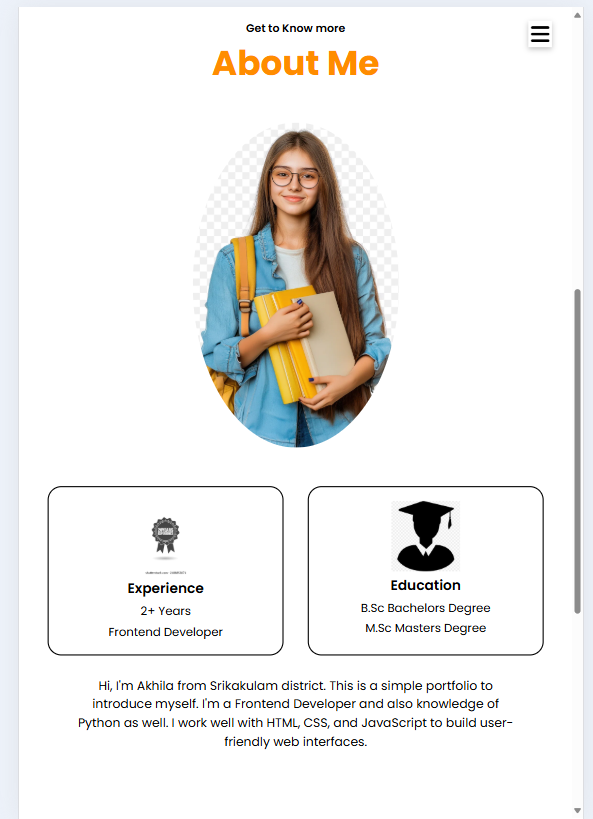 Get to Know more
About Me
Experience
2+ Years
Frontend Developer
Education
B.Sc Bachelors Degree
M.Sc Masters Degree
Hi, I'm Akhila from Srikakulam district. This is a simple portfolio to
introduce myself. I'm a Frontend Developer and also knowledge of
Python as well. I work well with HTML, CSS, and JavaScript to build user-
friendly web interfaces.